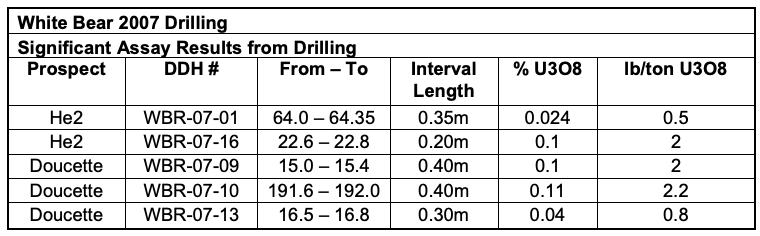 White Bear 2007 Drilling
Significant Assay Results from Drilling
Prospect DDH # From – To Interval Length % U3O8 lb/ton U3O8
He2 WBR-07-01 64.0 – 64.35 0.35m 0.024 0.5
He2 WBR-07-16 22.6 – 22.8 0.20m 0.1 2
Doucette WBR-07-09 15.0 – 15.4 0.40m 0.1 2
Doucette WBR-07-10 191.6 – 192.0 0.40m 0.11 2.2
Doucette WBR-07-13 16.5 – 16.8 0.30m 0.04 0.8